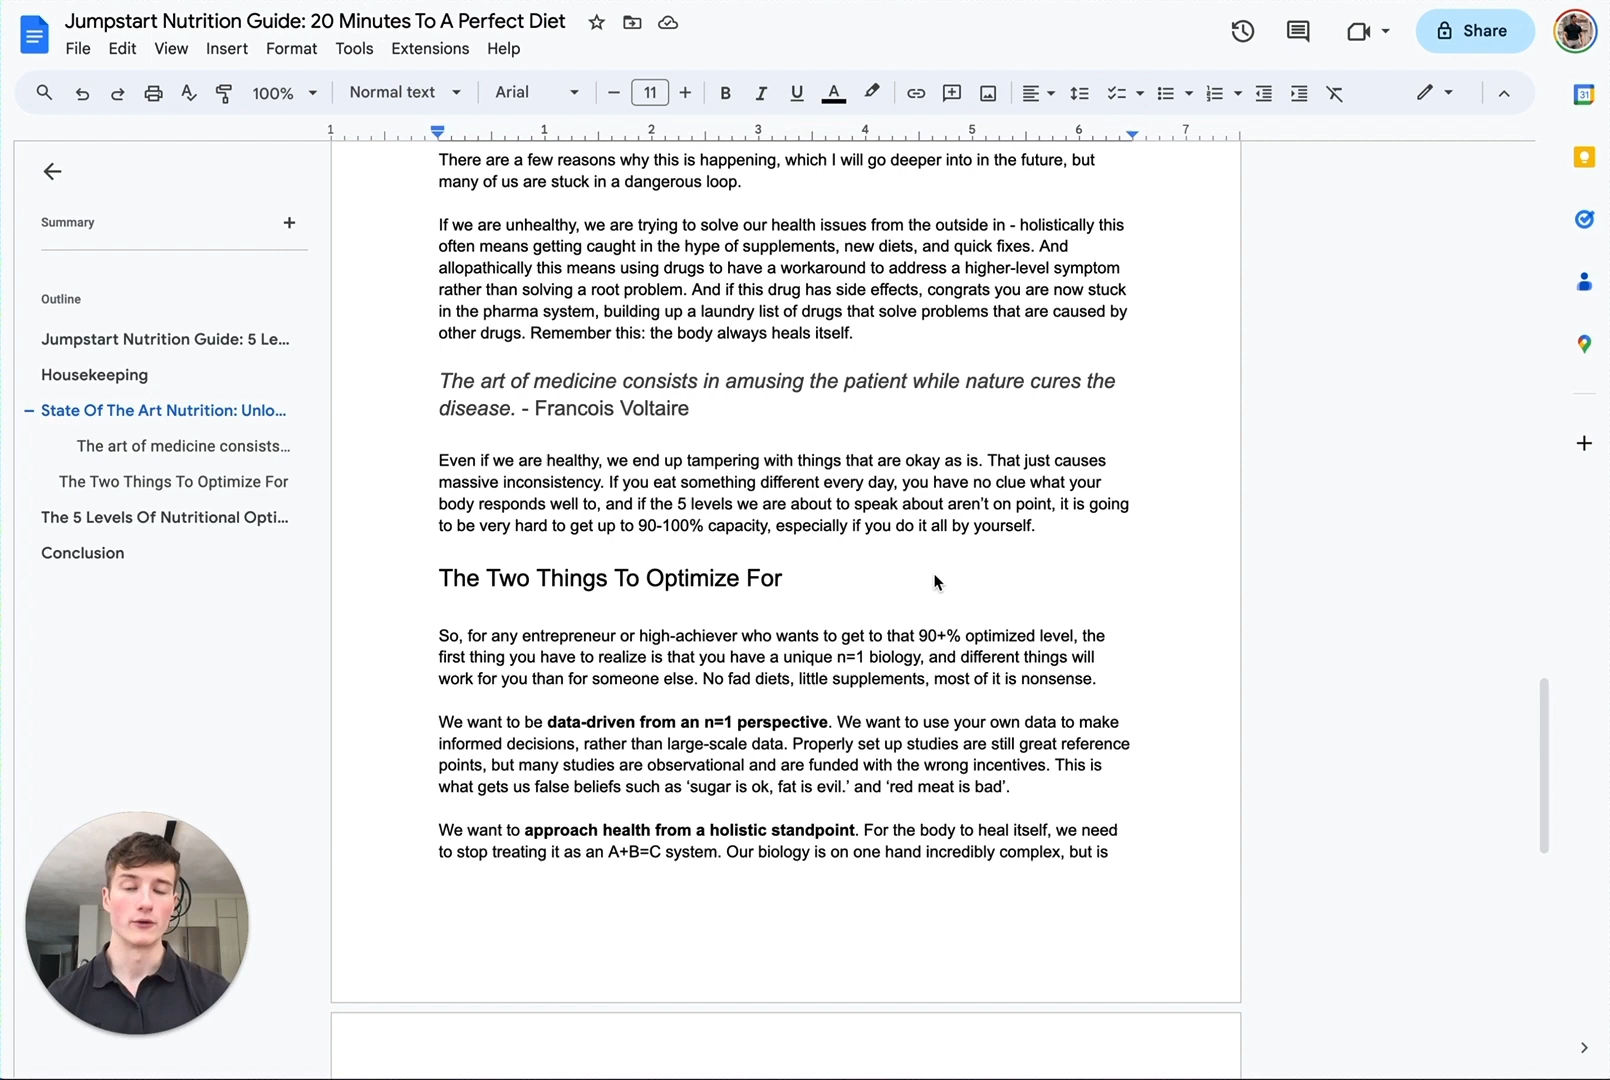 Jumpstart Nutrition Guide: 20 Minutes To A Perfect Diet
File Edit View Insert Format Tools Extensions Help
Share
100% Normal text Arial 11
31
1 1 2 3 4 5 6 7
Summary
Outline
Jumpstart Nutrition Guide: 5 Le...
Housekeeping
State Of The Art Nutrition: Unlo...
The art of medicine consists...
The Two Things To Optimize For
The 5 Levels Of Nutritional Opti...
Conclusion
There are a few reasons why this is happening, which I will go deeper into in the future, but
many of us are stuck in a dangerous loop.
If we are unhealthy, we are trying to solve our health issues from the outside in - holistically this
often means getting caught in the hype of supplements, new diets, and quick fixes. And
allopathically this means using drugs to have a workaround to address a higher-level symptom
rather than solving a root problem. And if this drug has side effects, congrats you are now stuck
in the pharma system, building up a laundry list of drugs that solve problems that are caused by
other drugs. Remember this: the body always heals itself.
The art of medicine consists in amusing the patient while nature cures the
disease. - Francois Voltaire
Even if we are healthy, we end up tampering with things that are okay as is. That just causes
massive inconsistency. If you eat something different every day, you have no clue what your
body responds well to, and if the 5 levels we are about to speak about aren’t on point, it is going
to be very hard to get up to 90-100% capacity, especially if you do it all by yourself.
The Two Things To Optimize For
So, for any entrepreneur or high-achiever who wants to get to that 90+% optimized level, the
first thing you have to realize is that you have a unique n=1 biology, and different things will
work for you than for someone else. No fad diets, little supplements, most of it is nonsense.
We want to be data-driven from an n=1 perspective. We want to use your own data to make
informed decisions, rather than large-scale data. Properly set up studies are still great reference
points, but many studies are observational and are funded with the wrong incentives. This is
what gets us false beliefs such as ‘sugar is ok, fat is evil.’ and ‘red meat is bad’.
We want to approach health from a holistic standpoint. For the body to heal itself, we need
to stop treating it as an A+B=C system. Our biology is on one hand incredibly complex, but is